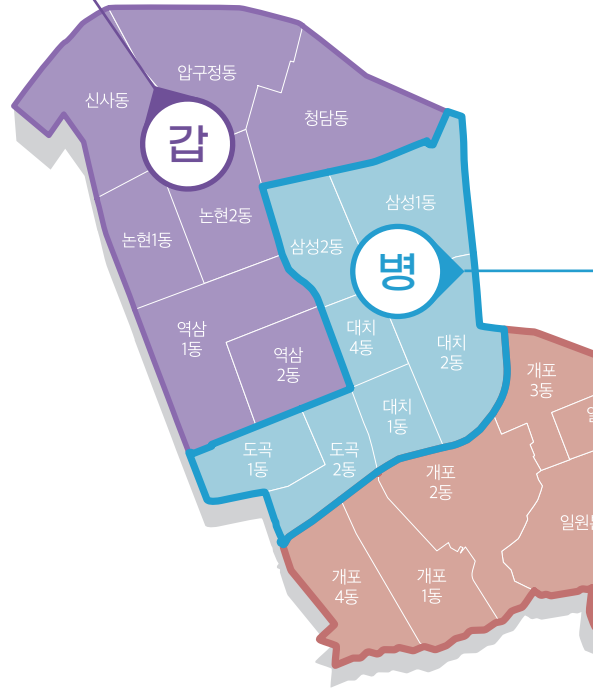 압구정동
신사동
청담동
갑
논현2동
논현1동
삼성1동
삼성2동
병
역삼
1동
역삼
2동
대치
4동
대치
2동
대치
1동
개포
3동
도곡
1동
도곡
2동
개포
2동
개포
4동
개포
1동